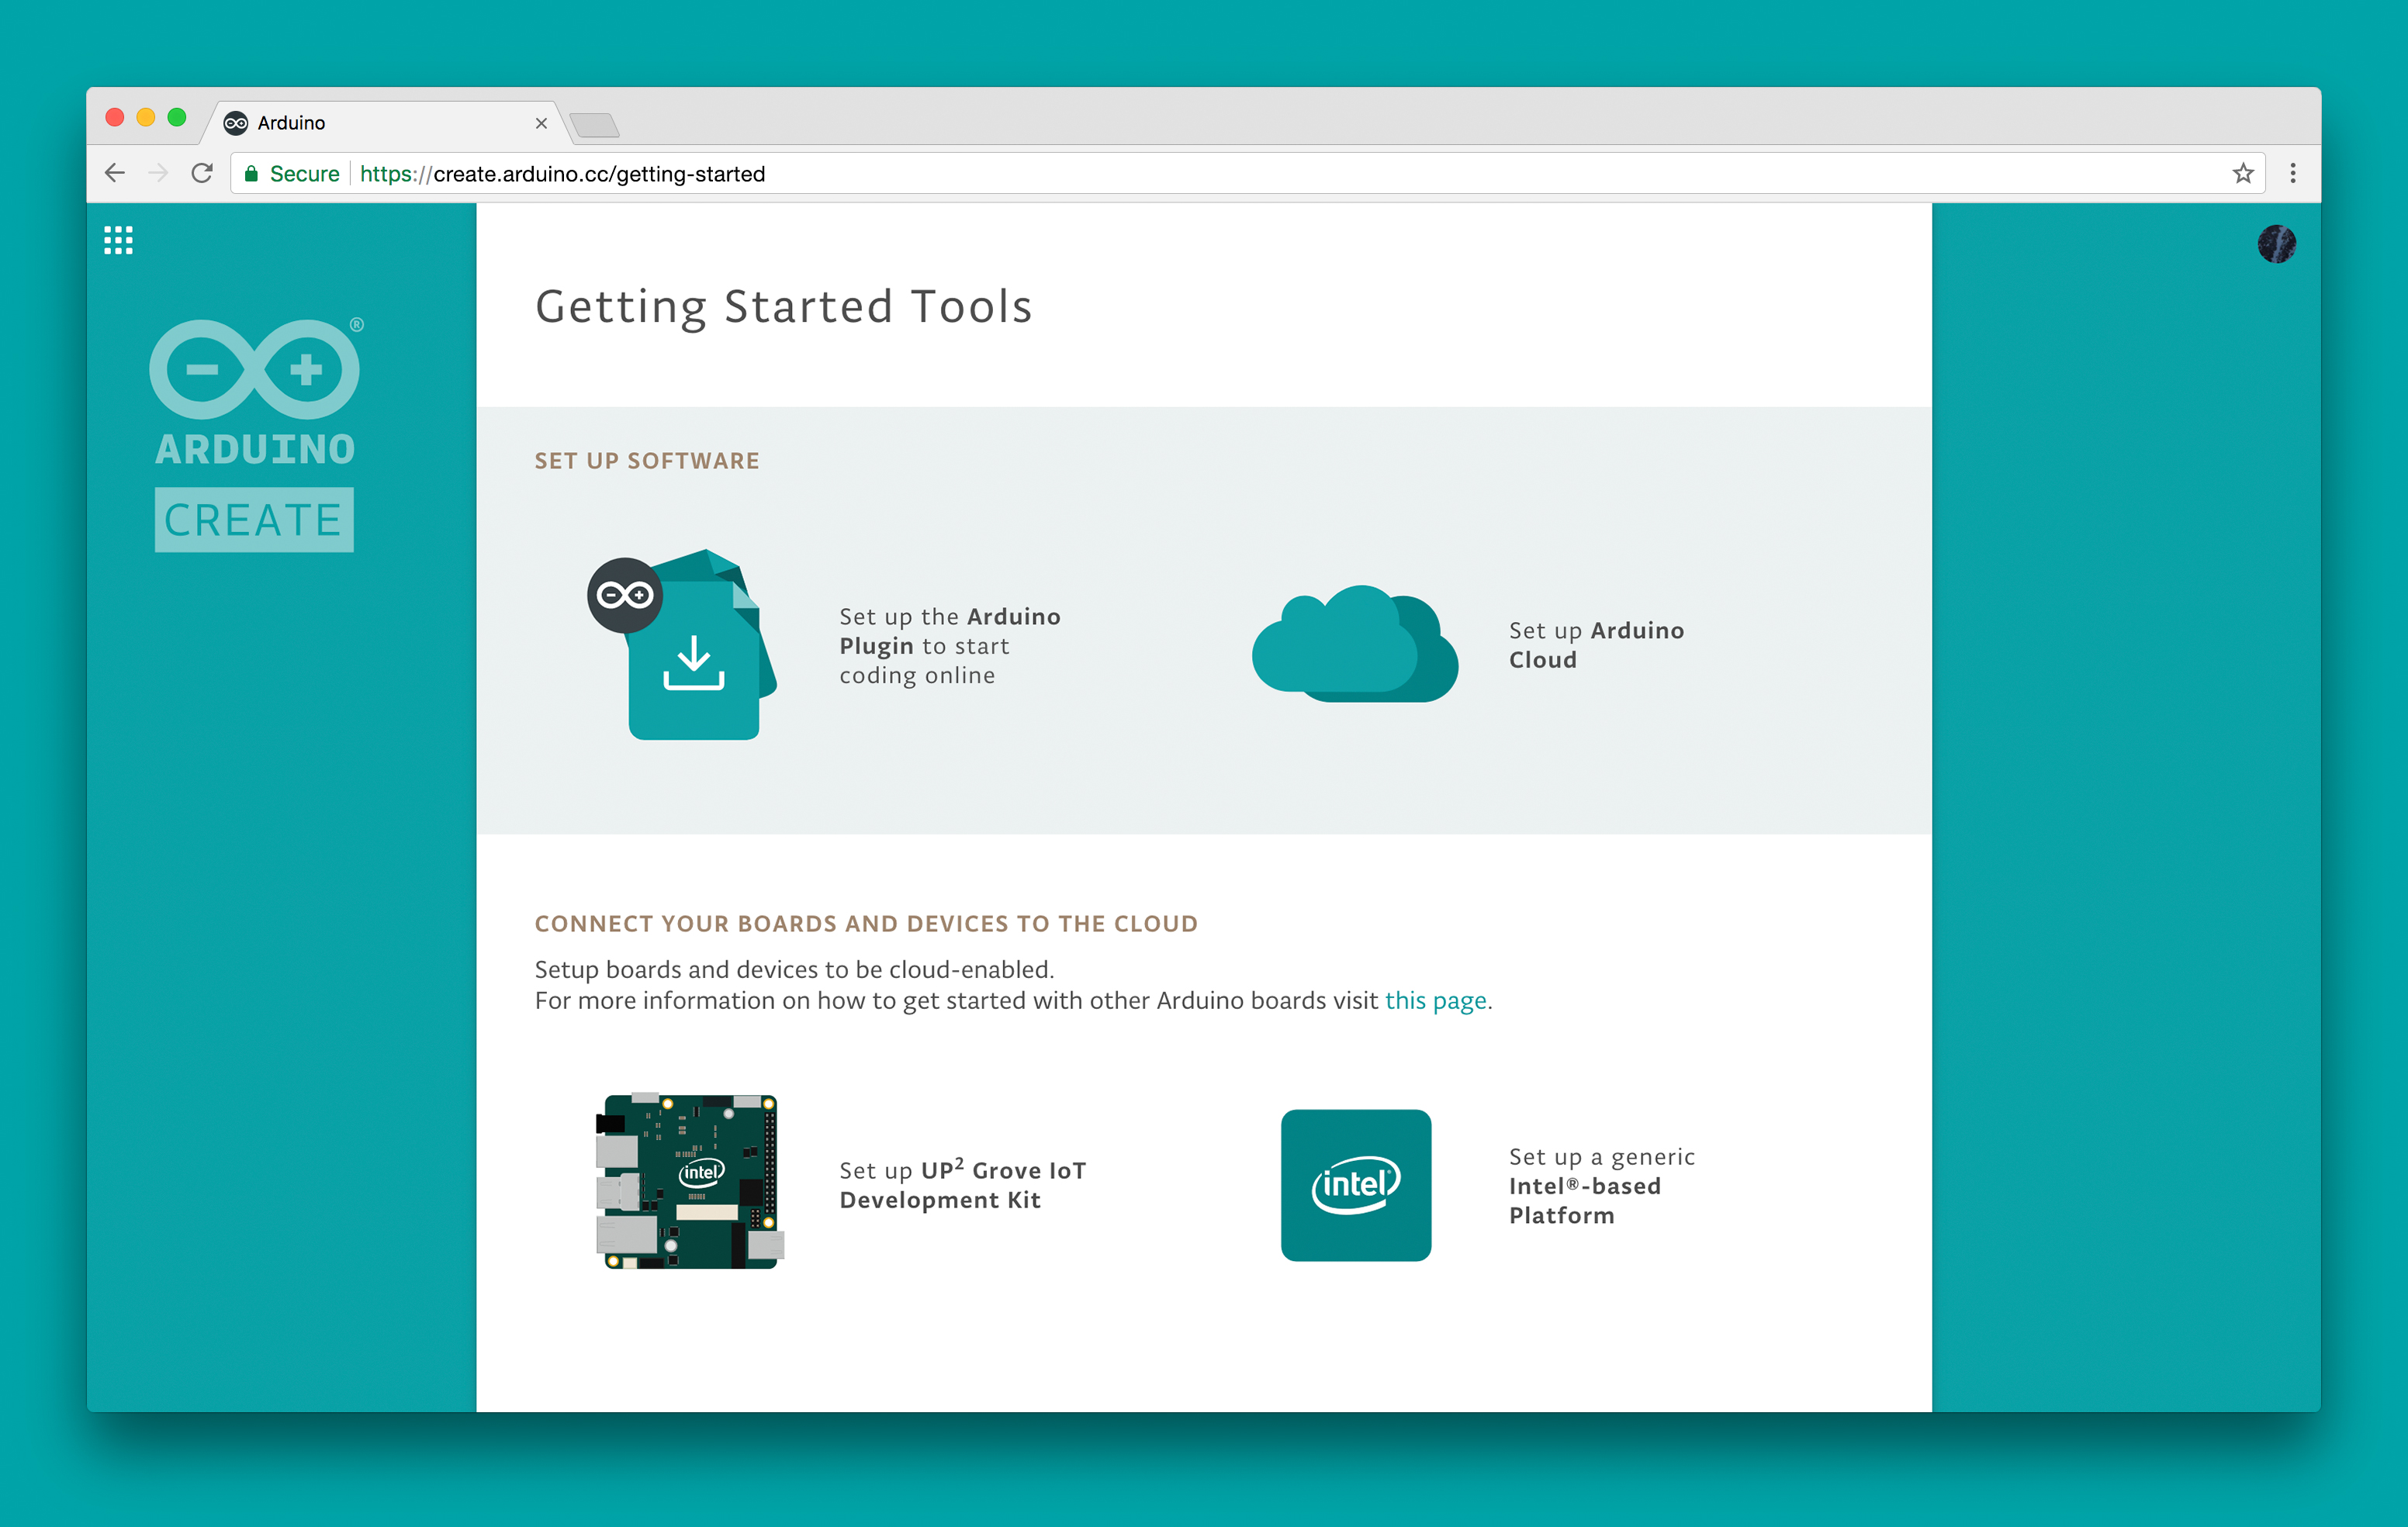 Arduino
Secure
https://create.arduino.cc/getting-started
®
ARDUINO
CREATE
Getting Started Tools
SET UP SOFTWARE
Set up the Arduino
Plugin to start
coding online
Set up Arduino
Cloud
CONNECT YOUR BOARDS AND DEVICES TO THE CLOUD
Setup boards and devices to be cloud-enabled.
For more information on how to get started with other Arduino boards visit this page.
intel
Set up UP² Grove IoT
Development Kit
intel
Set up a generic
Intel®-based
Platform